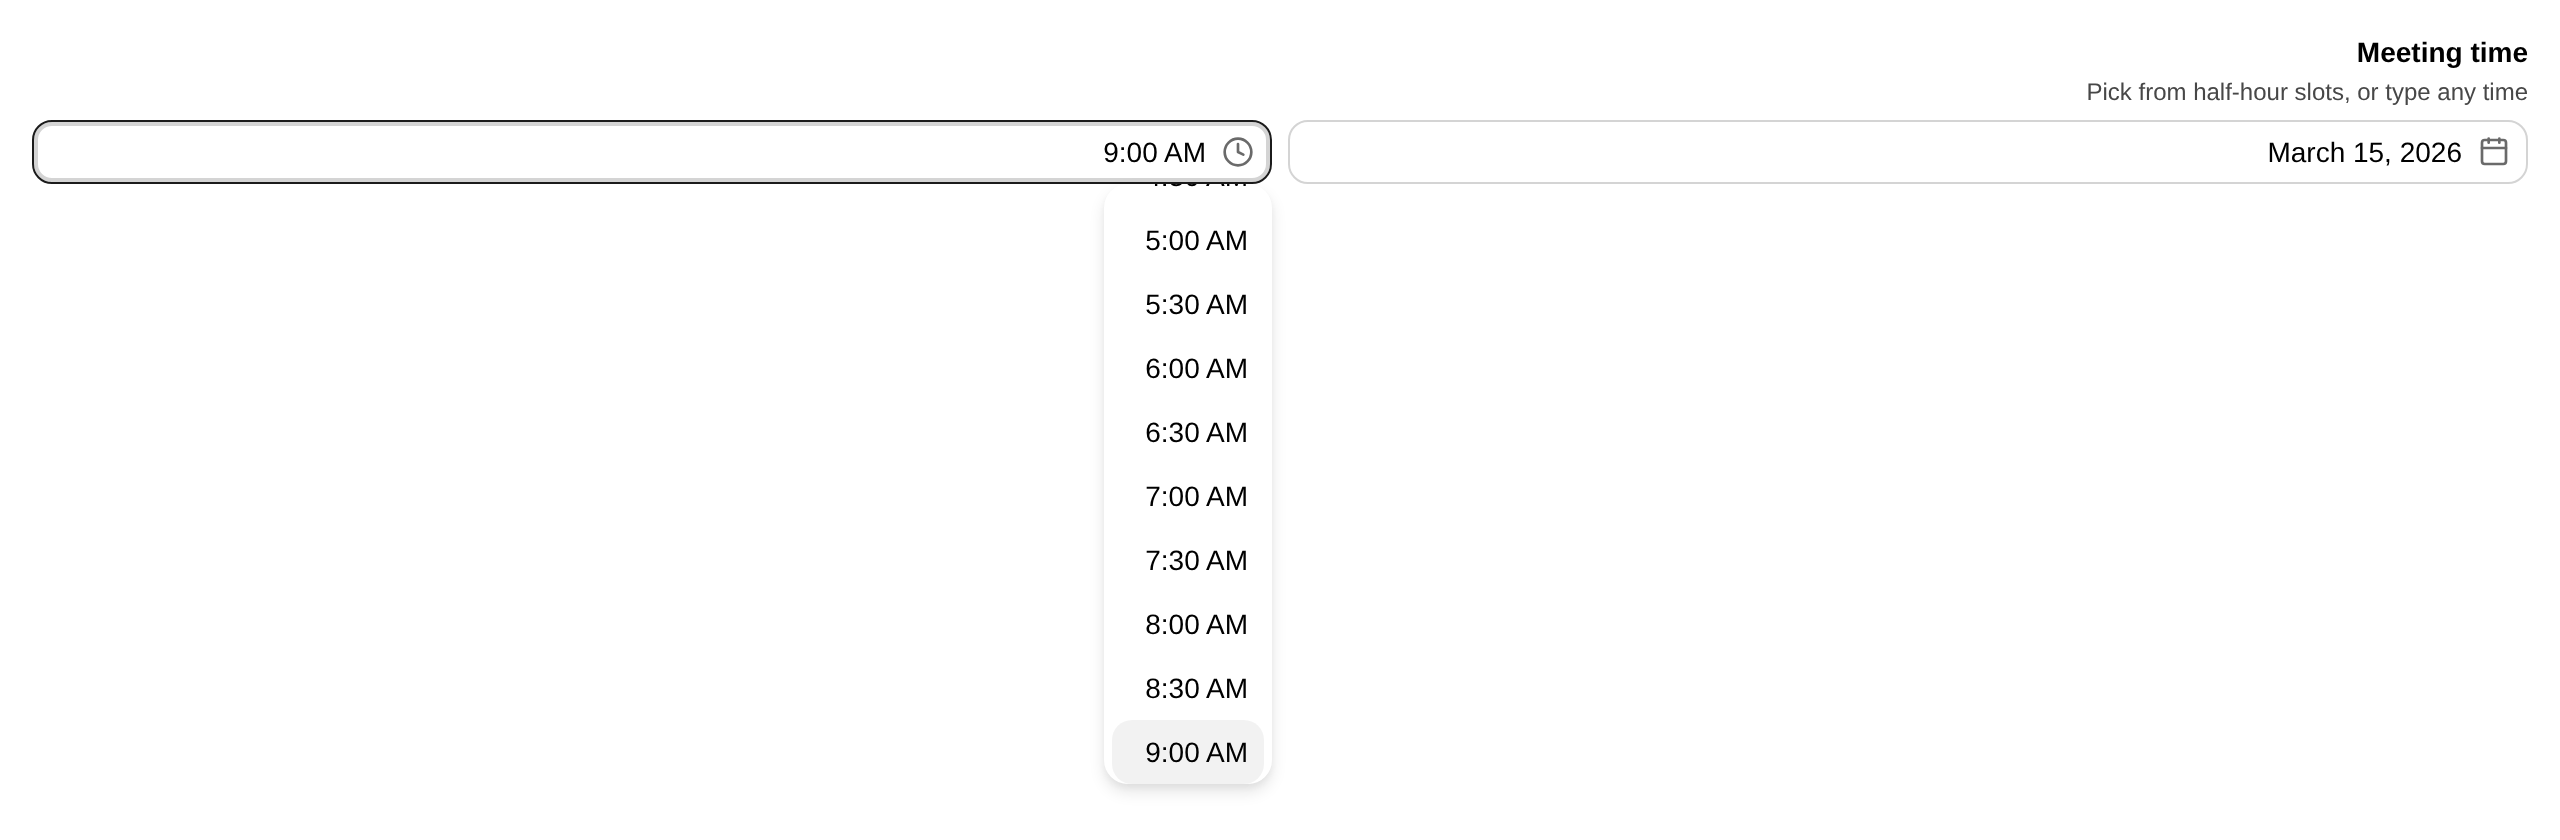 Meeting time
Pick from half-hour slots, or type any time
March 15, 2026
9:00 AM
5:00 AM
5:30 AM
6:00 AM
6:30 AM
7:00 AM
7:30 AM
8:00 AM
8:30 AM
9:00 AM